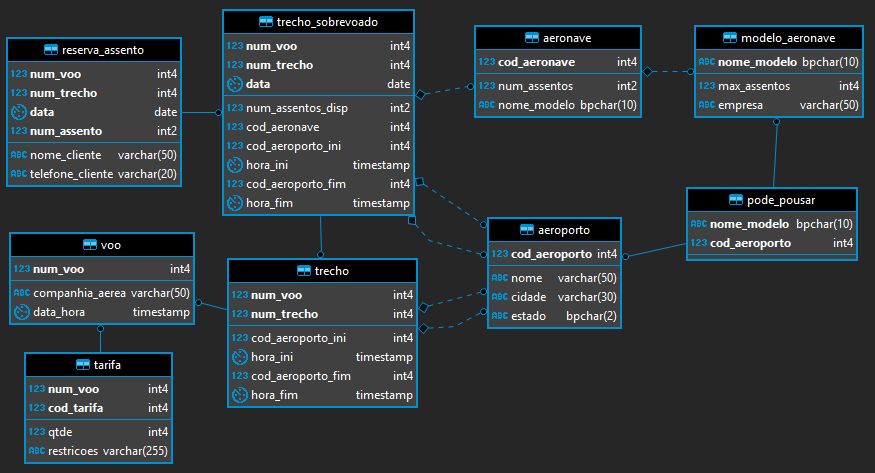 reserva_assento
123 num_voo int4
123 num_trecho int4
data date
123 num_assento int2
ABC nome_cliente varchar(50)
ABC telefone_cliente varchar(20)
trecho_sobrevoado
123 num_voo int4
123 num_trecho int4
data date
123 num_assentos_disp int2
123 cod_aeronave int4
123 cod_aeroporto_ini int4
hora_ini timestamp
123 cod_aeroporto_fim int4
hora_fim timestamp
aeronave
123 cod_aeronave int4
123 num_assentos int2
ABC nome_modelo bpchar(10)
modelo_aeronave
ABC nome_modelo bpchar(10)
123 max_assentos int4
ABC empresa varchar(50)
pode_pousar
ABC nome_modelo bpchar(10)
123 cod_aeroporto int4
aeroporto
123 cod_aeroporto int4
ABC nome varchar(50)
ABC cidade varchar(30)
ABC estado bpchar(2)
voo
123 num_voo int4
ABC companhia_aerea varchar(50)
data_hora timestamp
trecho
123 num_voo int4
123 num_trecho int4
123 cod_aeroporto_ini int4
hora_ini timestamp
123 cod_aeroporto_fim int4
hora_fim timestamp
tarifa
123 num_voo int4
123 cod_tarifa int4
123 qtde int4
ABC restricoes varchar(255)